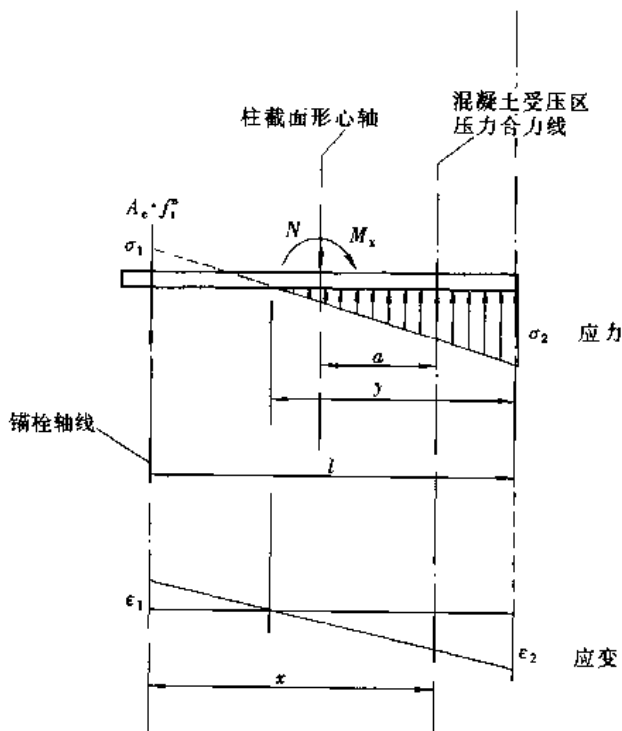 混凝土受压区
压力合力线
柱截面形心轴
A_e·f_t^a
N
M_x
σ_1
σ_2 应力
a
y
锚栓轴线
l
ε_1
ε_2 应变
x